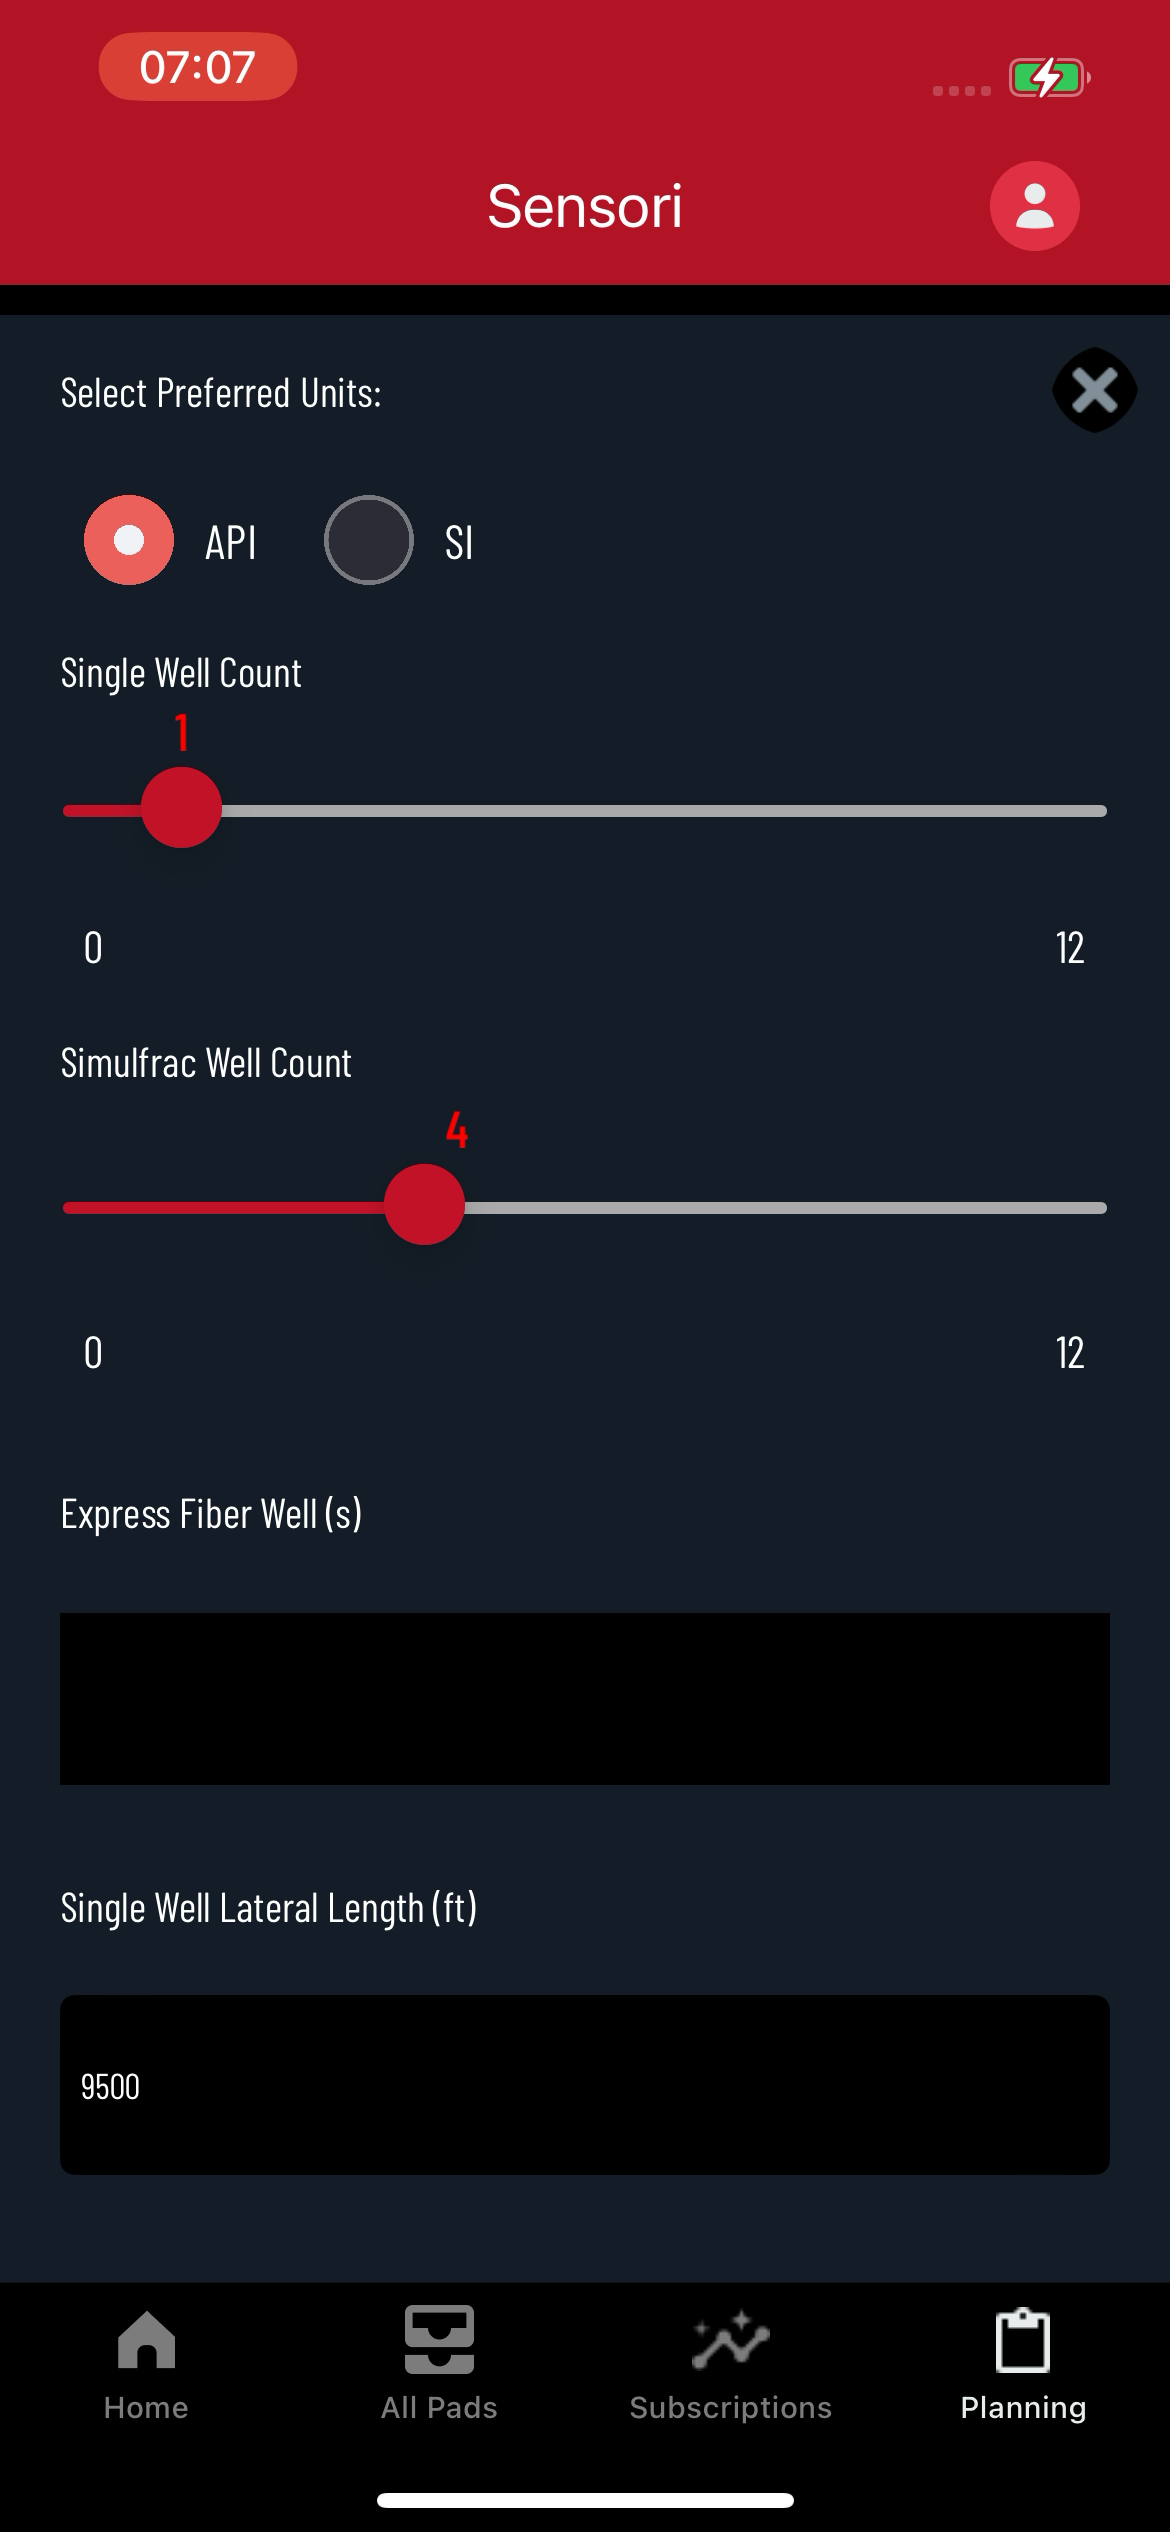 07:07
Sensori
Select Preferred Units:
API SI
Single Well Count
1
0 12
Simulfrac Well Count
4
0 12
Express Fiber Well (s)
Single Well Lateral Length (ft)
9500
Home All Pads Subscriptions Planning